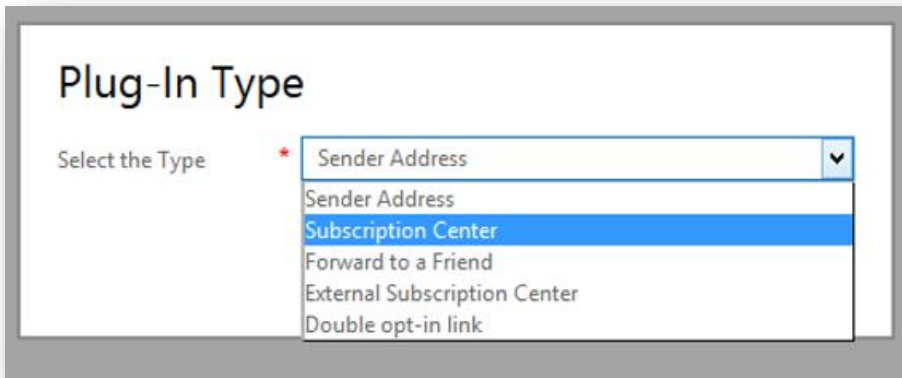 Plug-In Type
Select the Type * Sender Address
Sender Address
Subscription Center
Forward to a Friend
External Subscription Center
Double opt-in link